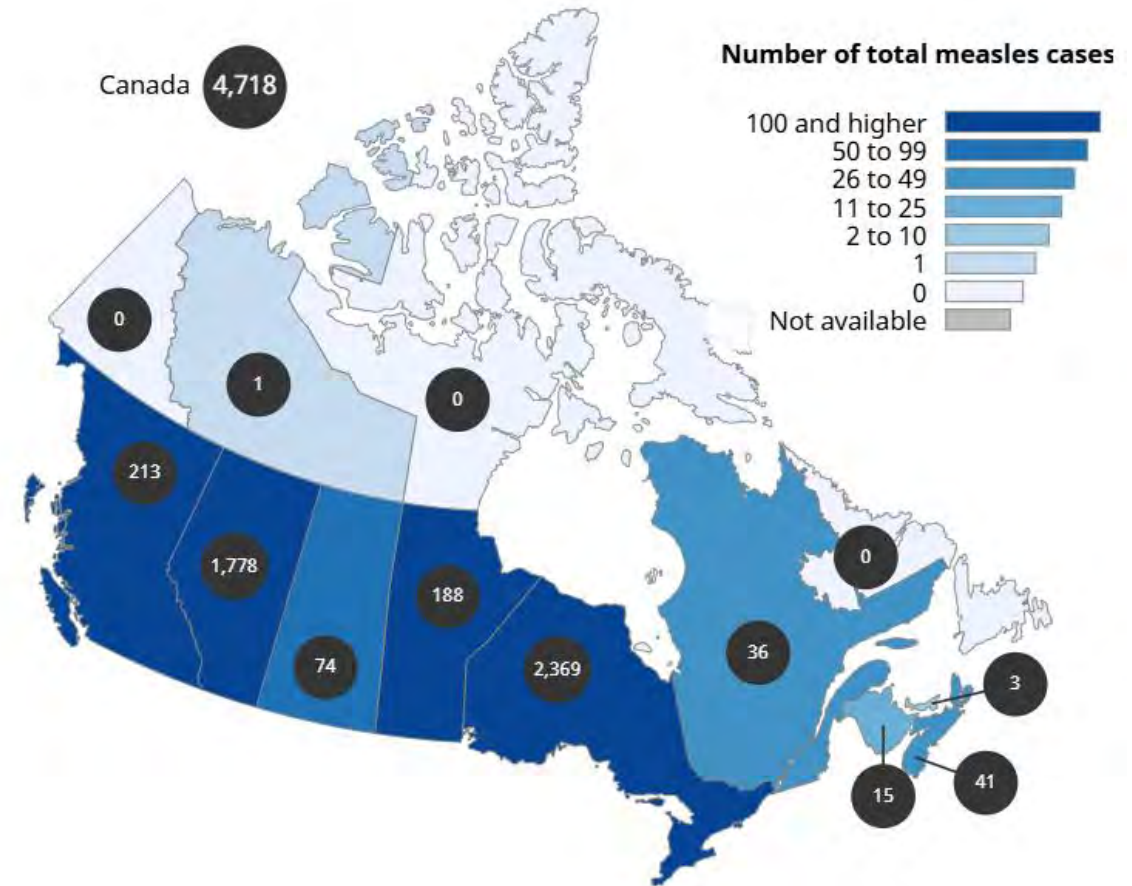 Number of total measles cases
Canada 4,718
100 and higher
50 to 99
26 to 49
11 to 25
2 to 10
1
0
Not available
0
1
0
213
1,778
74
188
2,369
36
0
3
41
15